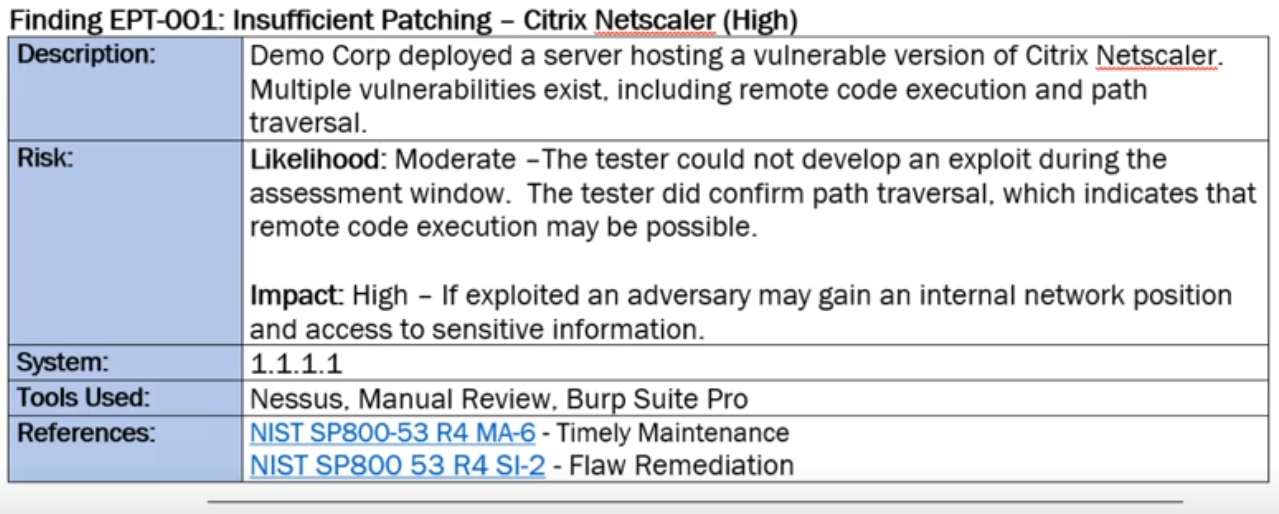 Finding EPT-001: Insufficient Patching – Citrix Netscaler (High)
Description:
Demo Corp deployed a server hosting a vulnerable version of Citrix Netscaler.
Multiple vulnerabilities exist, including remote code execution and path
traversal.
Risk:
Likelihood: Moderate –The tester could not develop an exploit during the
assessment window.  The tester did confirm path traversal, which indicates that
remote code execution may be possible.
Impact: High – If exploited an adversary may gain an internal network position
and access to sensitive information.
System:
1.1.1.1
Tools Used:
Nessus, Manual Review, Burp Suite Pro
References:
NIST SP800-53 R4 MA-6 - Timely Maintenance
NIST SP800 53 R4 SI-2 - Flaw Remediation